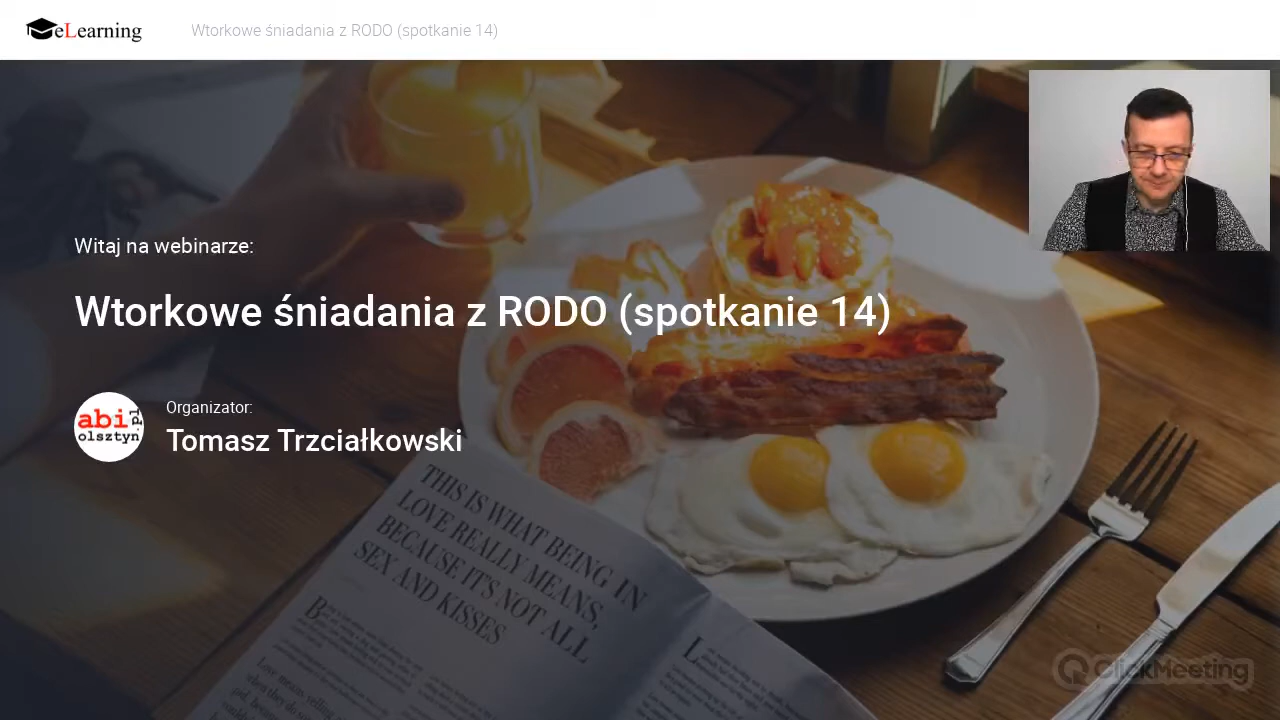 eLearning
Wtorkowe śniadania z RODO (spotkanie 14)
Witaj na webinarze:
Wtorkowe śniadania z RODO (spotkanie 14)
abi
olsztyn.pl
Organizator:
Tomasz Trzciałkowski
THIS IS WHAT BEING IN
LOVE REALLY MEANS,
BECAUSE IT'S NOT ALL
SEX AND KISSES
ClickMeeting